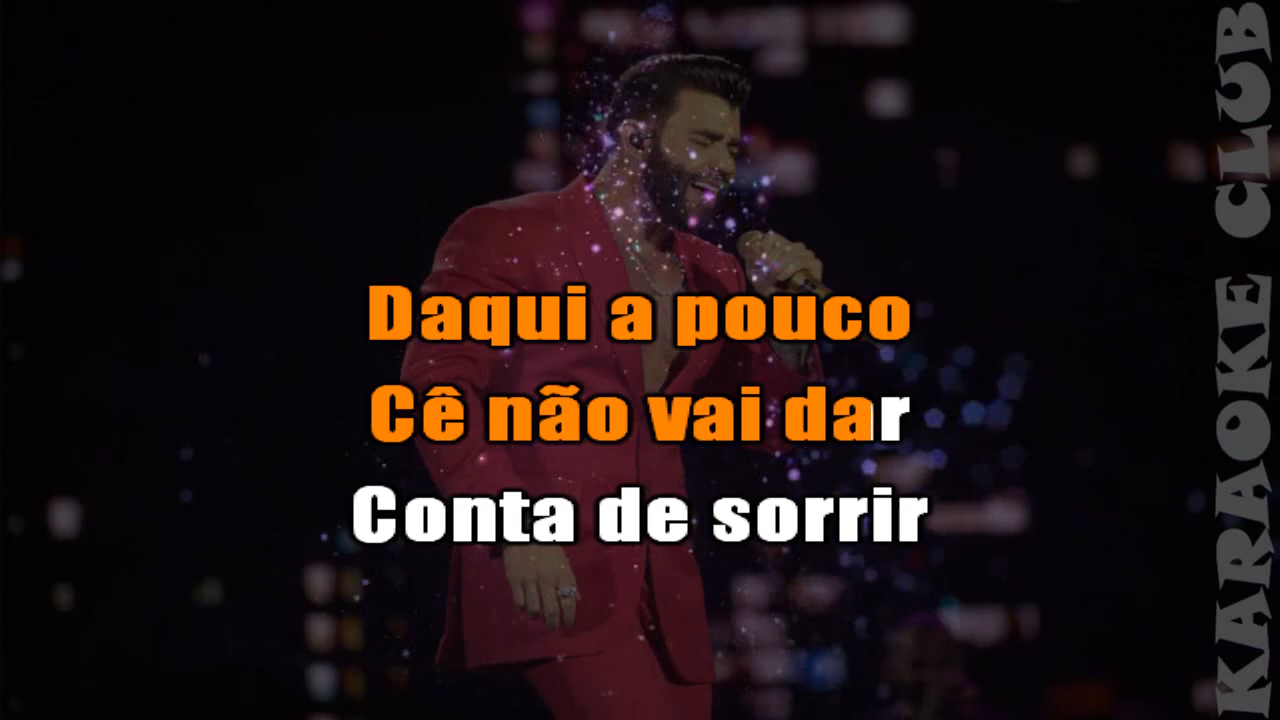 Daqui a pouco
Cê não vai dar
Conta de sorrir
KARAOKE CLUB